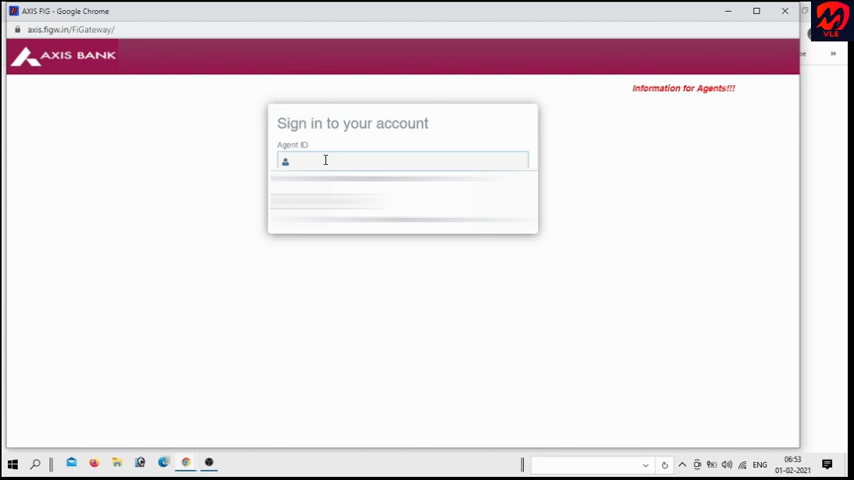 AXIS FIG - Google Chrome
axis.figw.in/FiGateway/
AXIS BANK
Information for Agents!!!
Sign in to your account
Agent ID
ENG
06:53
01-02-2021
VLE